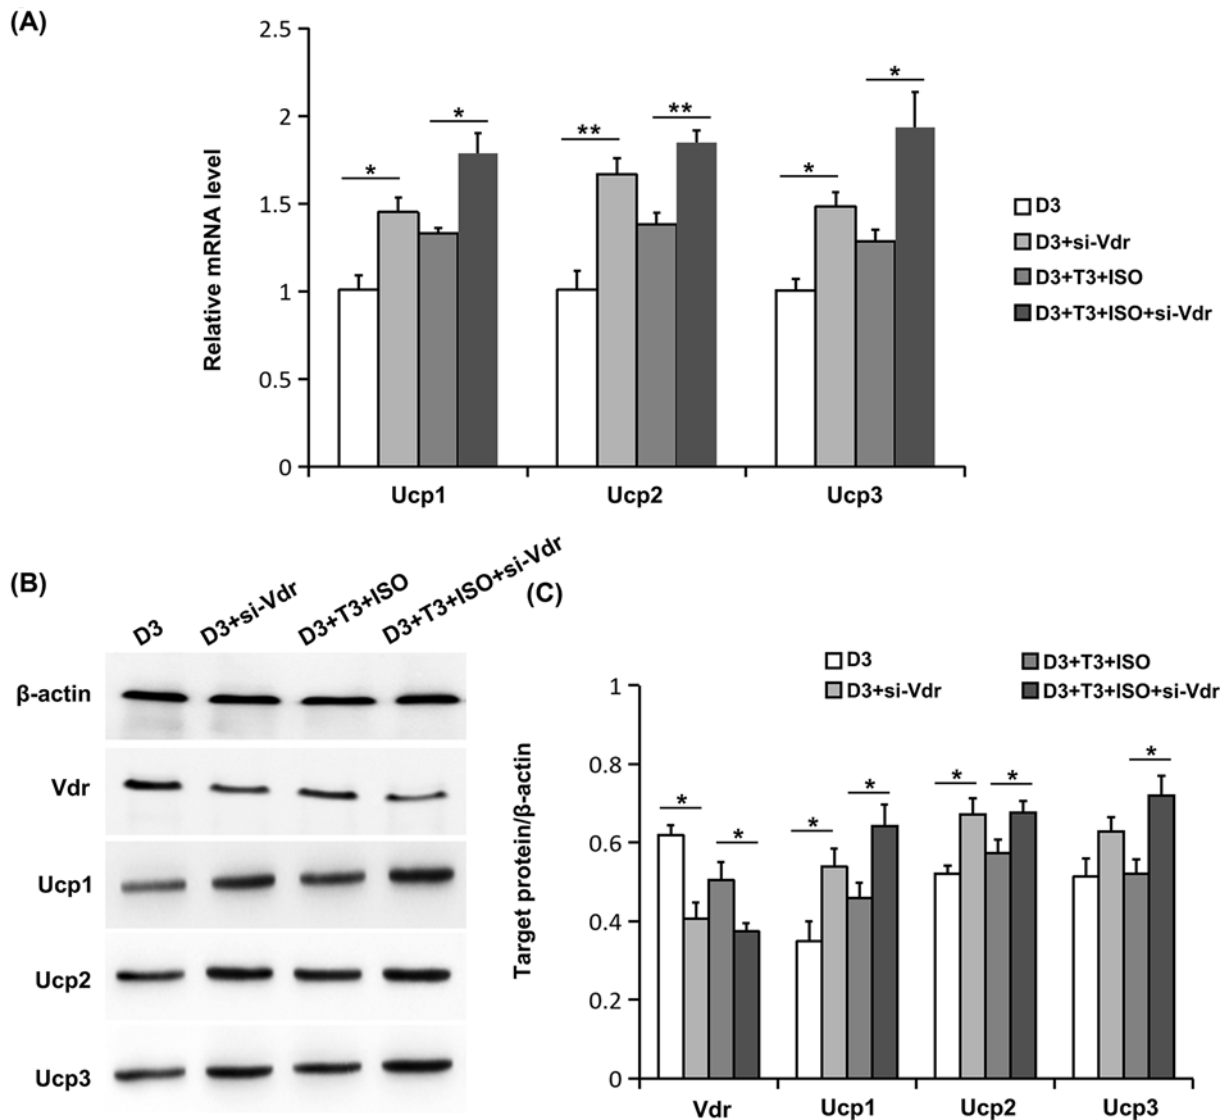 (A)
2.5
2
1.5
1
0.5
0
Relative mRNA level
* * ** ** * *
Ucp1 Ucp2 Ucp3
D3
D3+si-Vdr
D3+T3+ISO
D3+T3+ISO+si-Vdr
(B)
D3 D3+si-Vdr D3+T3+ISO D3+T3+ISO+si-Vdr
β-actin
Vdr
Ucp1
Ucp2
Ucp3
(C)
D3 D3+T3+ISO
D3+si-Vdr D3+T3+ISO+si-Vdr
1
0.8
0.6
0.4
0.2
0
Target protein/β-actin
* * * * * * *
Vdr Ucp1 Ucp2 Ucp3